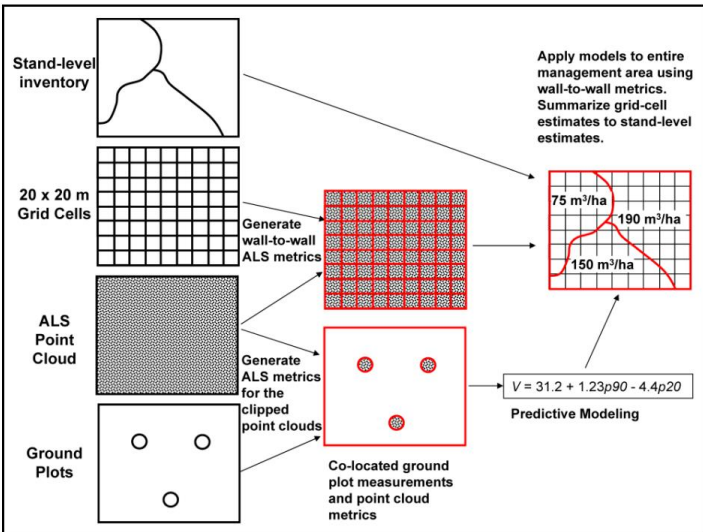 Stand-level
inventory
20 x 20 m
Grid Cells
ALS
Point
Cloud
Ground
Plots
Generate
wall-to-wall
ALS metrics
Generate
ALS metrics
for the
clipped
point clouds
Co-located ground
plot measurements
and point cloud
metrics
Apply models to entire
management area using
wall-to-wall metrics.
Summarize grid-cell
estimates to stand-level
estimates.
75 m³/ha
190 m³/ha
150 m³/ha
V = 31.2 + 1.23p90 - 4.4p20
Predictive Modeling